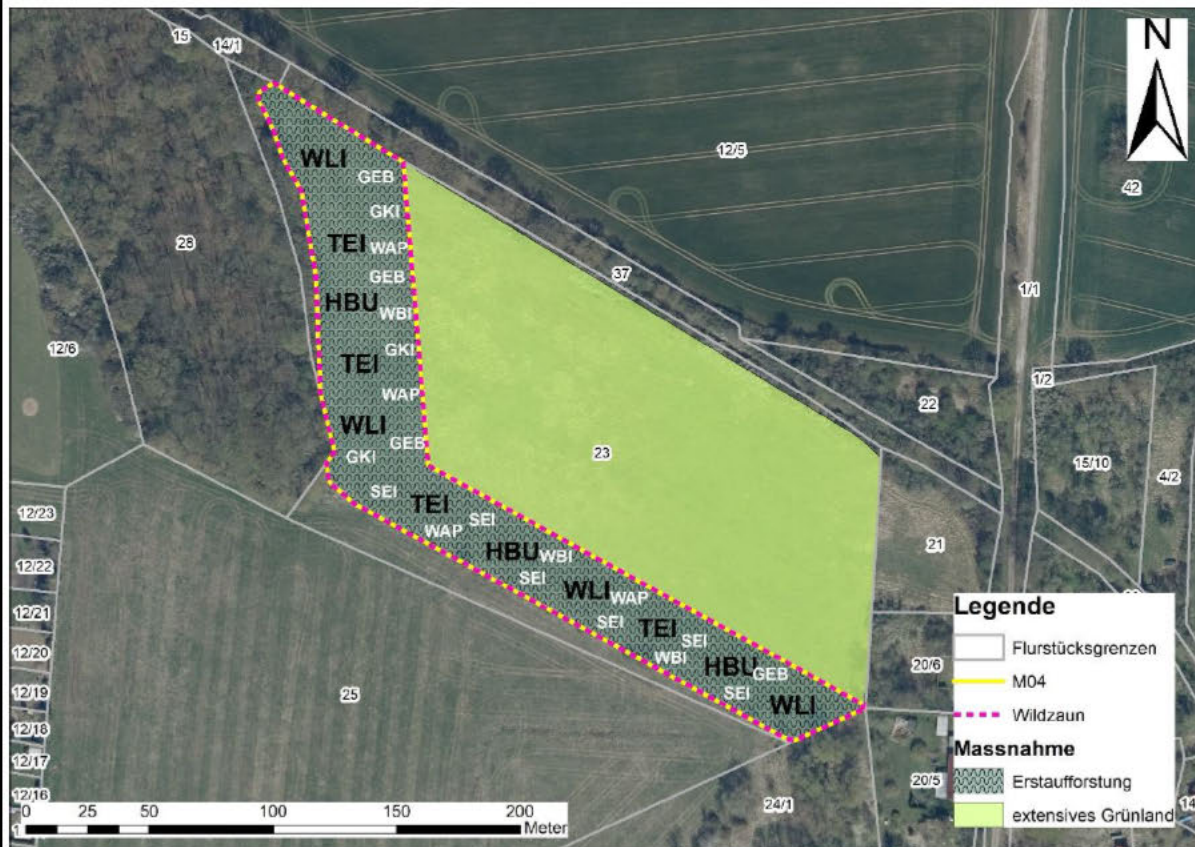 N
15
14/1
12/5
42
WLI
GEB
GKI
28
TEI
WAP
37
GEB
1/1
HBU
WBI
12/6
GKI
TEI
1/2
WAP
22
WLI
GEB
23
GKI
15/10
4/2
SEI
TEI
SEI
12/23
WAP
HBU
WBI
21
12/22
SEI
WLI
WAP
12/21
SEI
TEI
SEI
12/20
WBI
HBU
GEB
20/6
12/19
25
SEI
WLI
12/18
12/17
20/5
12/16
24/1
Legende
Flurstücksgrenzen
M04
Wildzaun
Massnahme
Erstaufforstung
extensives Grünland
0 25 50 100 150 200
Meter